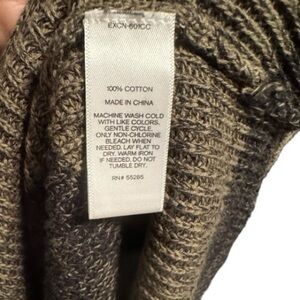 EXCN-601CC
100% COTTON
MADE IN CHINA
MACHINE WASH COLD
WITH LIKE COLORS.
GENTLE CYCLE.
ONLY NON-CHLORINE
BLEACH WHEN
NEEDED. LAY FLAT TO
DRY. WARM IRON
IF NEEDED. DO NOT
TUMBLE DRY.
RN# 55285